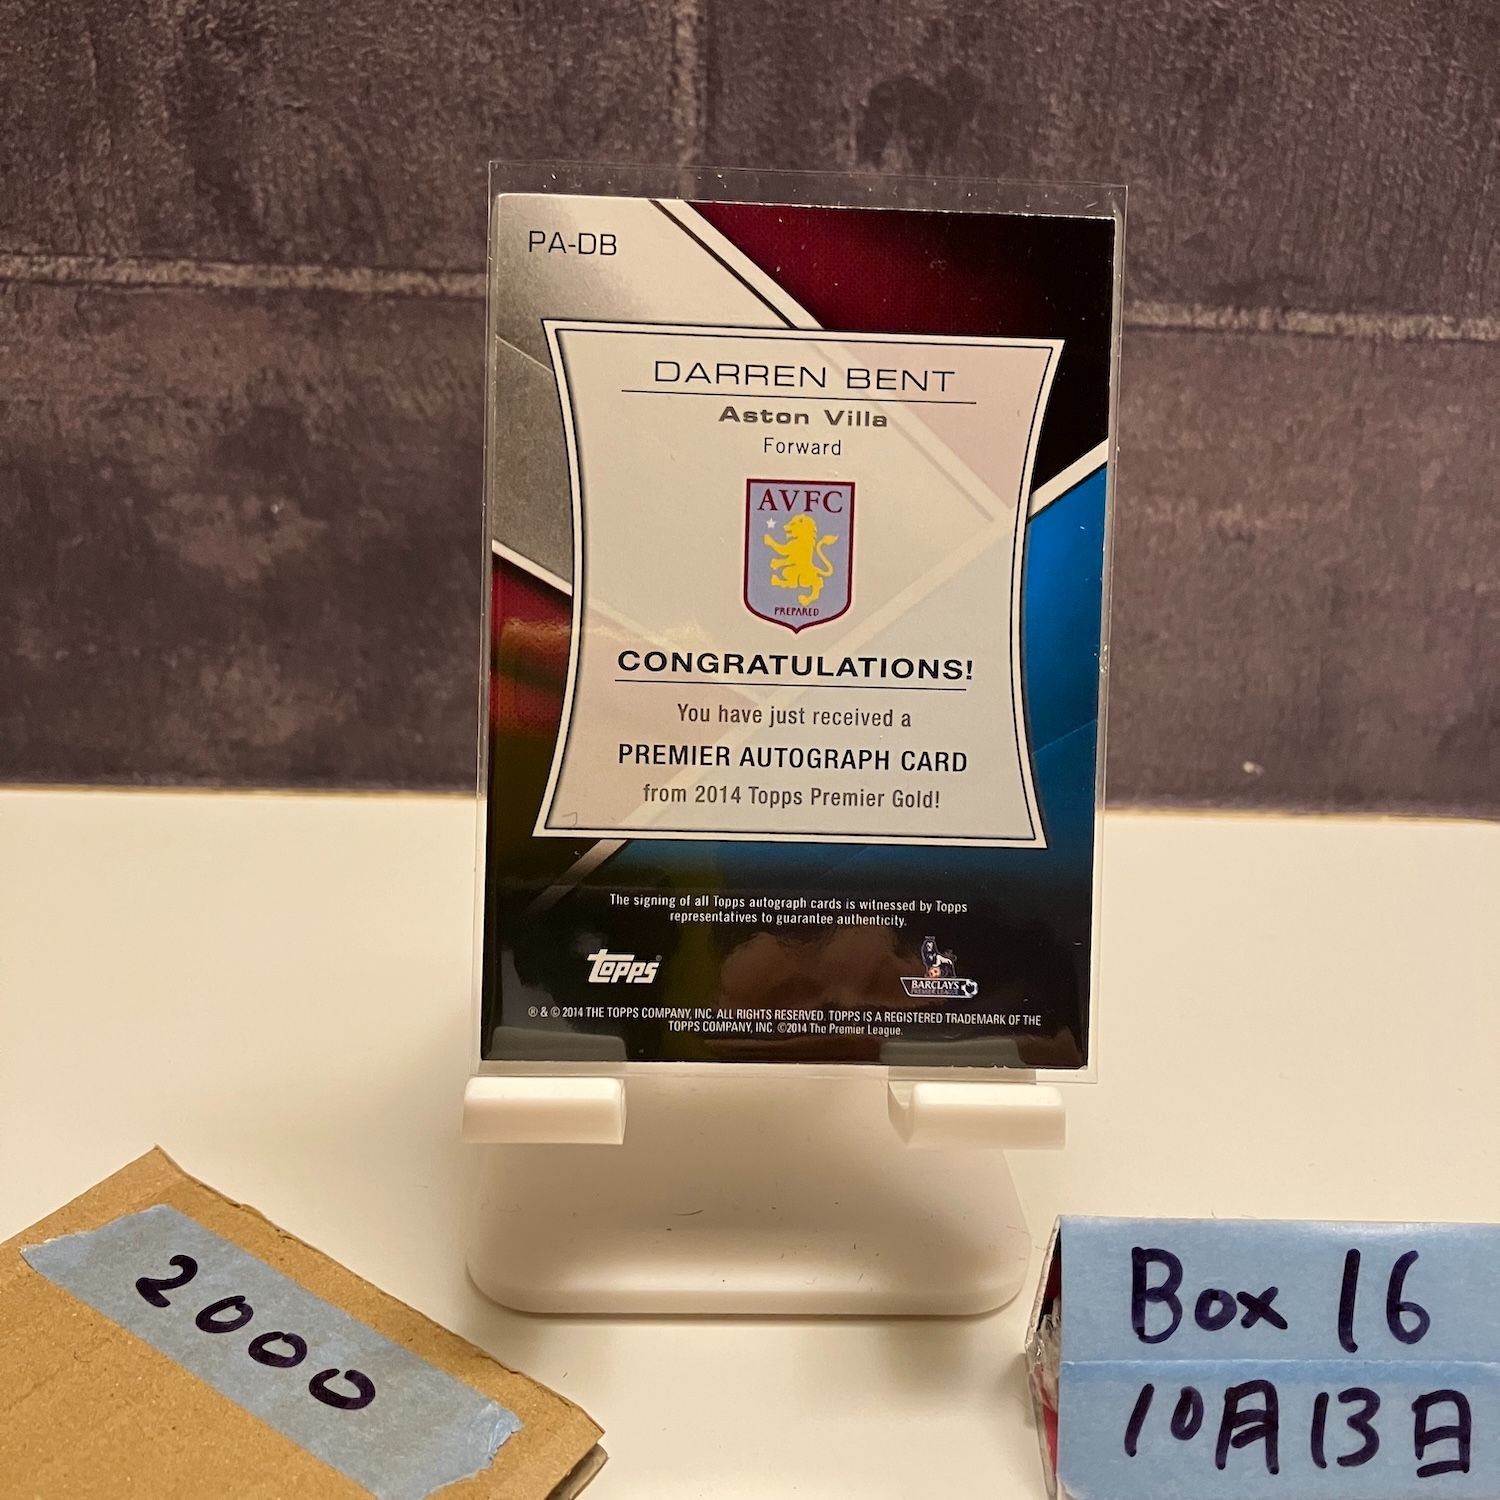 PA-DB
DARREN BENT
Aston Villa
Forward
AVFC
PREPARED
CONGRATULATIONS!
You have just received a
PREMIER AUTOGRAPH CARD
from 2014 Topps Premier Gold!
The signing of all Topps autograph cards is witnessed by Topps
representatives to guarantee authenticity.
topps
BARCLAYS
PREMIER LEAGUE
® & © 2014 THE TOPPS COMPANY, INC. ALL RIGHTS RESERVED. TOPPS IS A REGISTERED TRADEMARK OF THE
TOPPS COMPANY, INC. ©2014 The Premier League.
2000
Box 16
10月13日